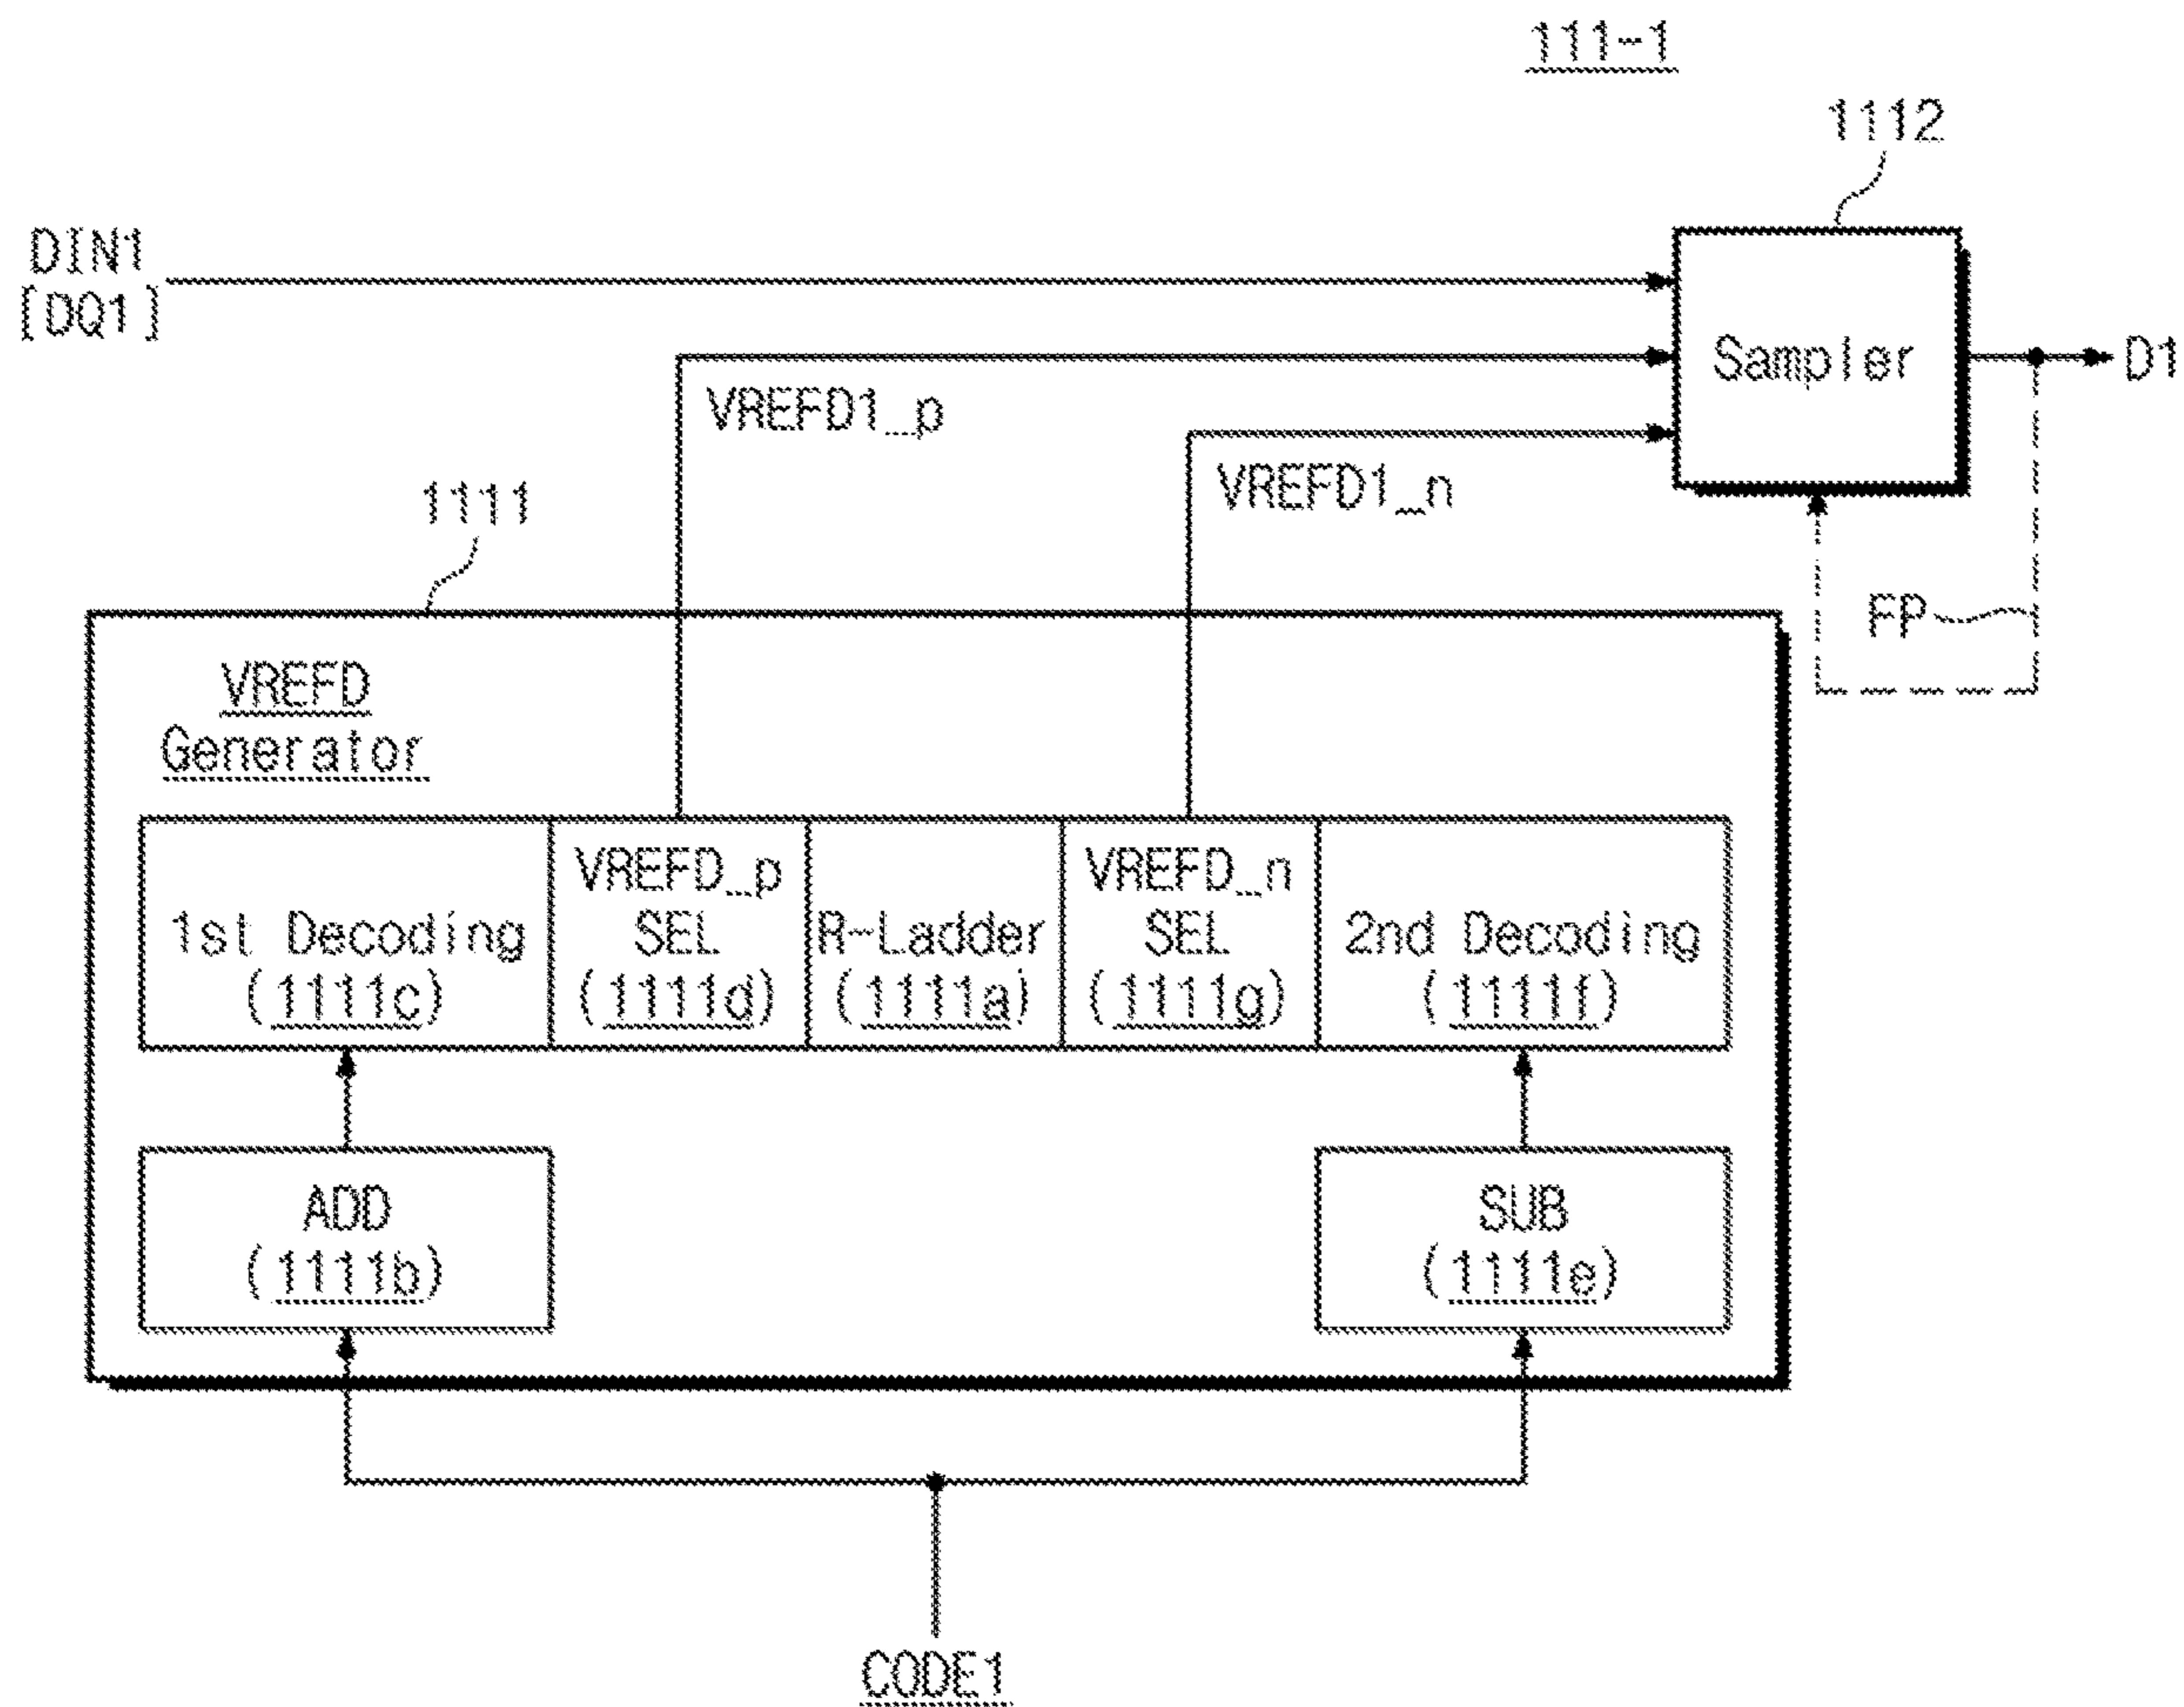 111-1
1112
DIN1
[DQ1]
Sampler
D1
VREFD1_p
VREFD1_n
1111
FP
VREFD
Generator
1st Decoding
(1111c)
VREFD_p
SEL
(1111d)
R-Ladder
(1111a)
VREFD_n
SEL
(1111g)
2nd Decoding
(1111f)
ADD
(1111b)
SUB
(1111e)
CODE1